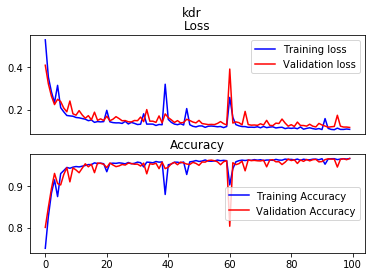 kdr
Loss
Training loss
Validation loss
0.4
0.2
Accuracy
0.9
0.8
Training Accuracy
Validation Accuracy
0 20 40 60 80 100